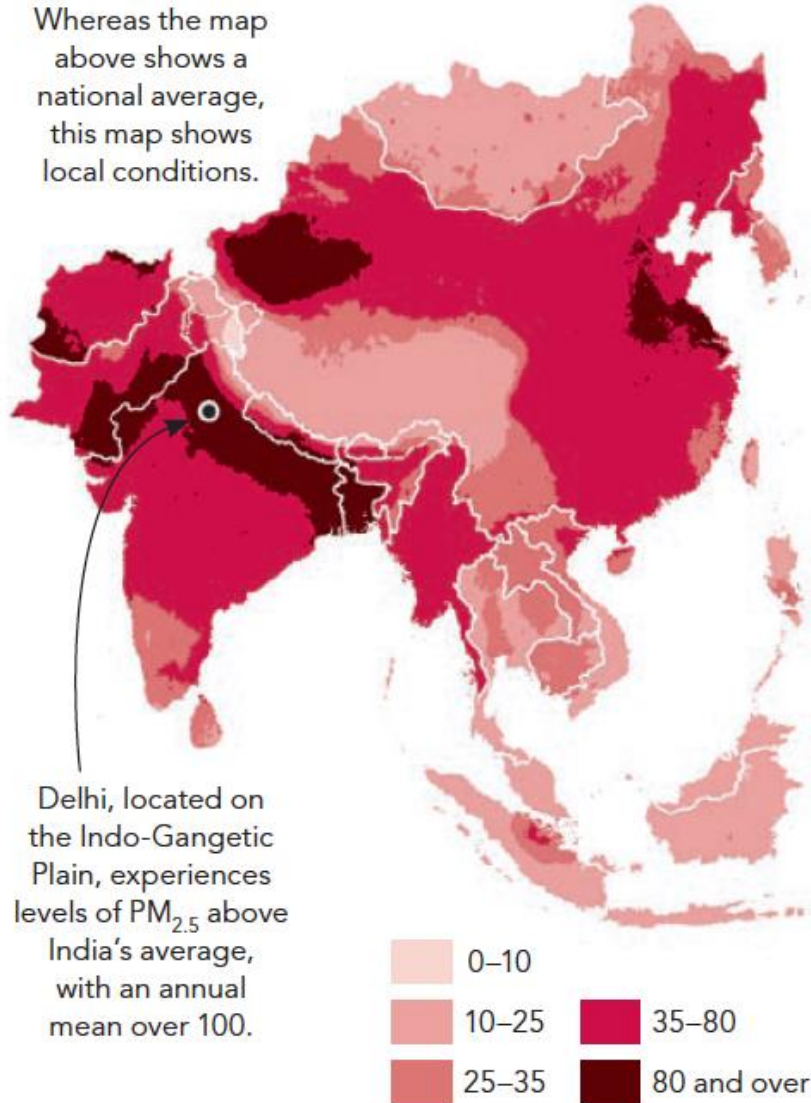 Whereas the map
above shows a
national average,
this map shows
local conditions.
Delhi, located on
the Indo-Gangetic
Plain, experiences
levels of PM2.5 above
India’s average,
with an annual
mean over 100.
0–10
10–25
25–35
35–80
80 and over